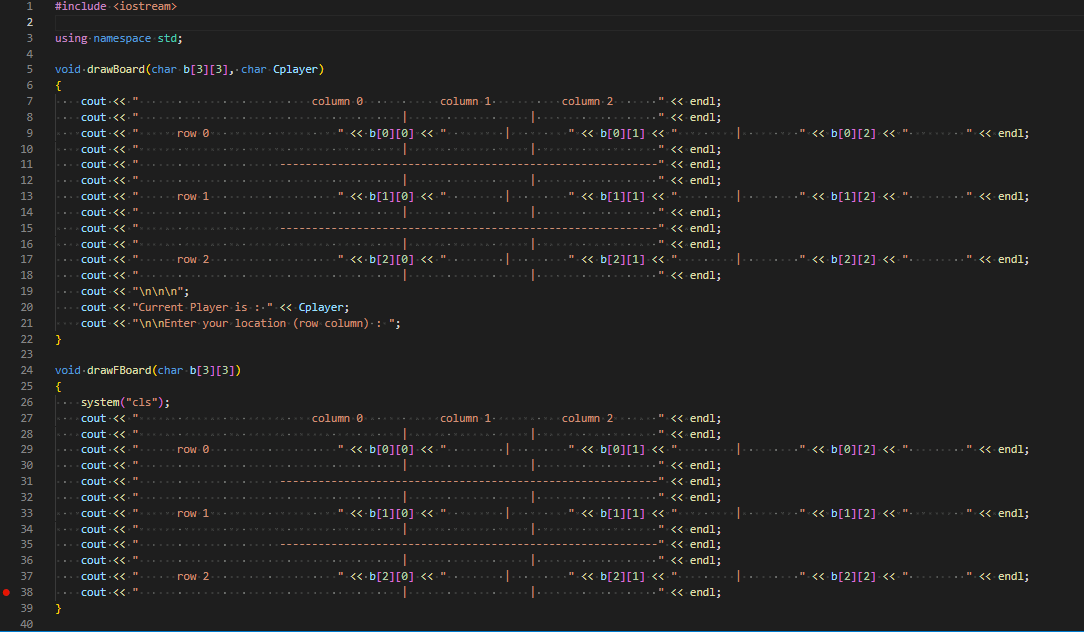 1 #include <iostream>
2
3 using namespace std;
4
5 void drawBoard(char b[3][3], char Cplayer)
6 {
7     cout << "                           column 0            column 1           column 2       " << endl;
8     cout << "                                         |                   |                   " << endl;
9     cout << "      row 0                    " << b[0][0] << "         |         " << b[0][1] << "         |         " << b[0][2] << "         " << endl;
10     cout << "                                         |                   |                   " << endl;
11     cout << "                      -----------------------------------------------------------" << endl;
12     cout << "                                         |                   |                   " << endl;
13     cout << "      row 1                    " << b[1][0] << "         |         " << b[1][1] << "         |         " << b[1][2] << "         " << endl;
14     cout << "                                         |                   |                   " << endl;
15     cout << "                      -----------------------------------------------------------" << endl;
16     cout << "                                         |                   |                   " << endl;
17     cout << "      row 2                    " << b[2][0] << "         |         " << b[2][1] << "         |         " << b[2][2] << "         " << endl;
18     cout << "                                         |                   |                   " << endl;
19     cout << "\n\n\n";
20     cout << "Current Player is : " << Cplayer;
21     cout << "\n\nEnter your location (row column) : ";
22 }
23
24 void drawFBoard(char b[3][3])
25 {
26     system("cls");
27     cout << "                           column 0            column 1           column 2       " << endl;
28     cout << "                                         |                   |                   " << endl;
29     cout << "      row 0                    " << b[0][0] << "         |         " << b[0][1] << "         |         " << b[0][2] << "         " << endl;
30     cout << "                                         |                   |                   " << endl;
31     cout << "                      -----------------------------------------------------------" << endl;
32     cout << "                                         |                   |                   " << endl;
33     cout << "      row 1                    " << b[1][0] << "         |         " << b[1][1] << "         |         " << b[1][2] << "         " << endl;
34     cout << "                                         |                   |                   " << endl;
35     cout << "                      -----------------------------------------------------------" << endl;
36     cout << "                                         |                   |                   " << endl;
37     cout << "      row 2                    " << b[2][0] << "         |         " << b[2][1] << "         |         " << b[2][2] << "         " << endl;
38     cout << "                                         |                   |                   " << endl;
39 }
40